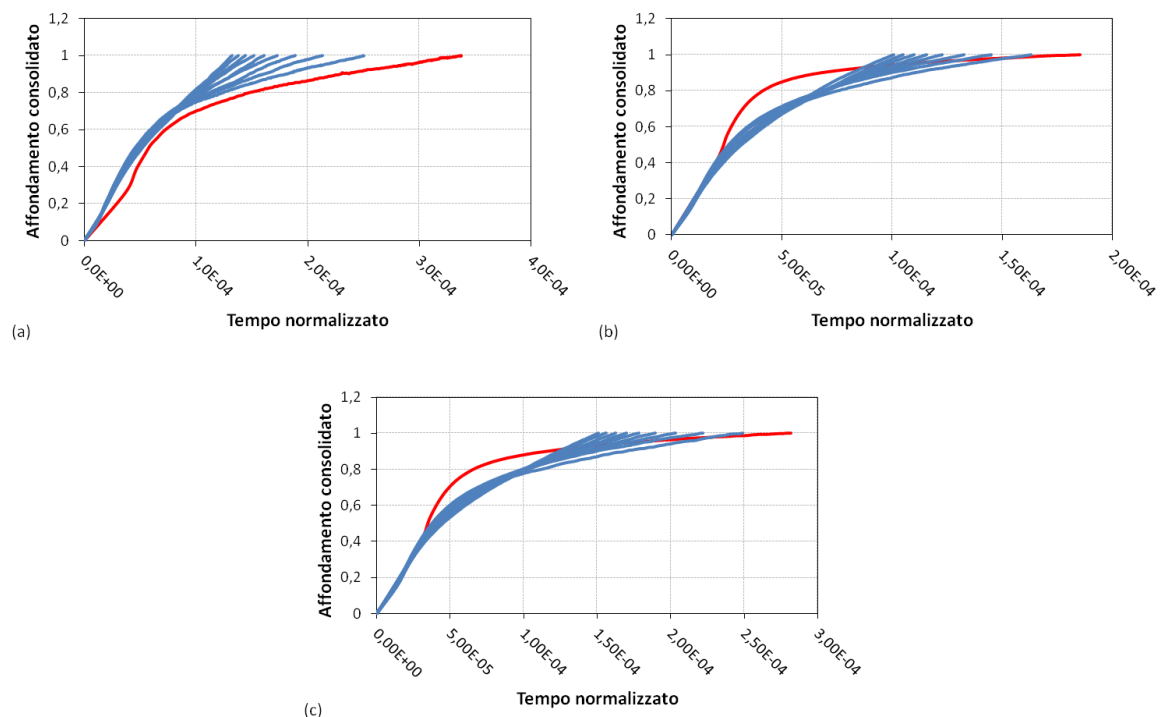 1,2
1
0,8
0,6
0,4
0,2
0
Affondamento consolidato
0,0E+00
1,0E-04
2,0E-04
3,0E-04
4,0E-04
Tempo normalizzato
(a)
1,2
1
0,8
0,6
0,4
0,2
0
Affondamento consolidato
0,00E+00
5,00E-05
1,00E-04
1,50E-04
2,00E-04
Tempo normalizzato
(b)
1,2
1
0,8
0,6
0,4
0,2
0
Affondamento consolidato
0,00E+00
5,00E-05
1,00E-04
1,50E-04
2,00E-04
2,50E-04
3,00E-04
Tempo normalizzato
(c)